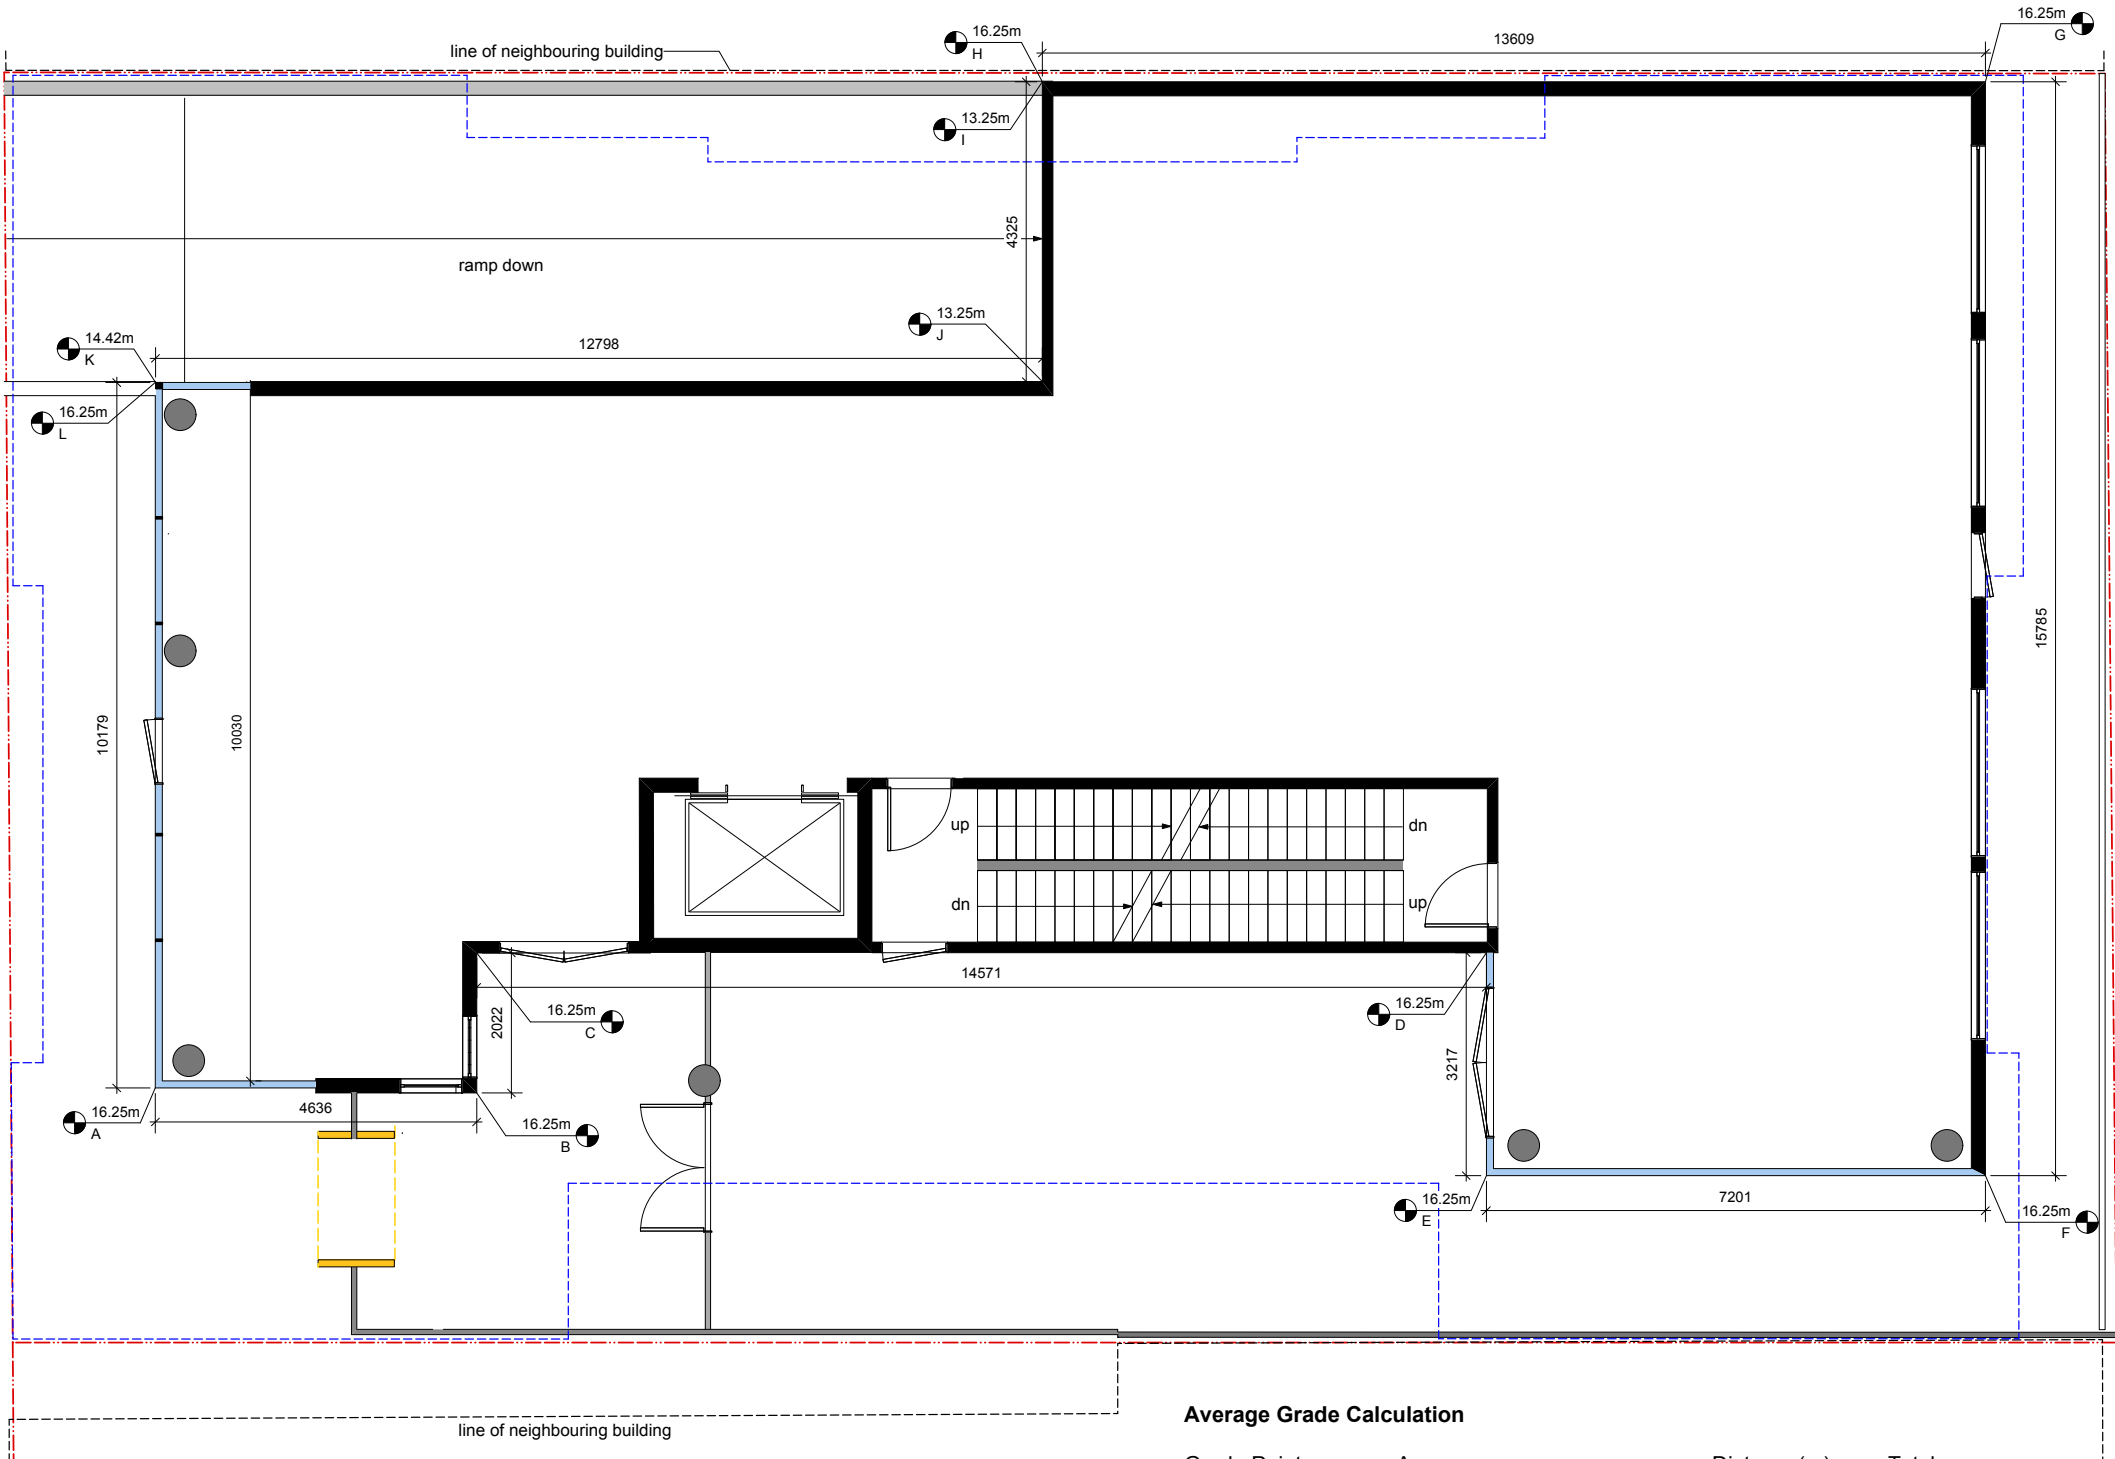 16.25m
G
16.25m
H
13609
line of neighbouring building
13.25m
I
4325
ramp down
13.25m
J
14.42m
K
12798
16.25m
L
15785
10179
10030
up
dn
dn
up
14571
16.25m
C
2022
16.25m
D
3217
16.25m
A
4636
16.25m
B
16.25m
E
7201
16.25m
F
Average Grade Calculation
line of neighbouring building